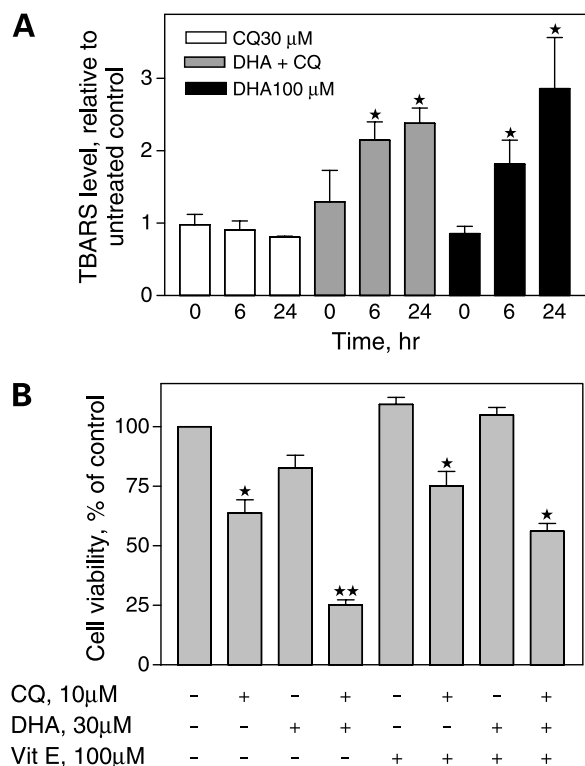 A
CQ30 μM
DHA + CQ
DHA100 μM
TBARS level, relative to
untreated control
3
2
1
0
0 6 24 0 6 24 0 6 24
Time, hr
B
Cell viability, % of control
100
75
50
25
0
CQ, 10μM - + - + - + - +
DHA, 30μM - - + + - - + +
Vit E, 100μM - - - - + + + +